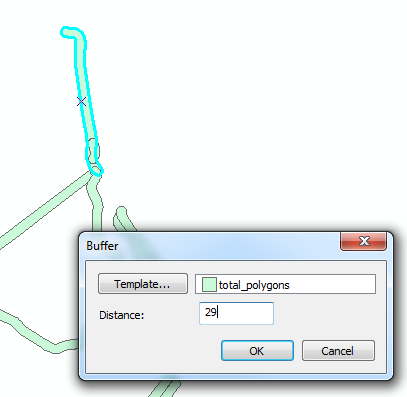 Buffer
Template... total_polygons
Distance: 29
OK Cancel